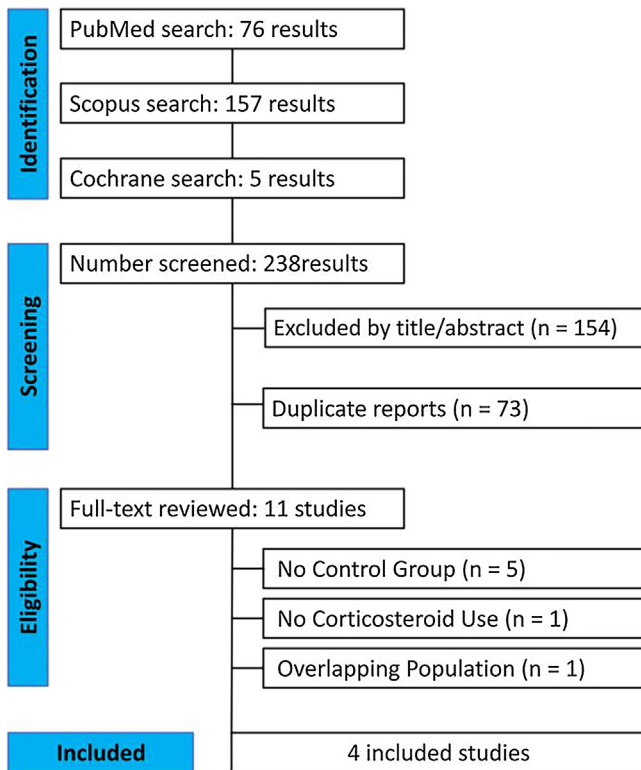 Identification
PubMed search: 76 results
Scopus search: 157 results
Cochrane search: 5 results
Screening
Number screened: 238results
Excluded by title/abstract (n = 154)
Duplicate reports (n = 73)
Eligibility
Full-text reviewed: 11 studies
No Control Group (n = 5)
No Corticosteroid Use (n = 1)
Overlapping Population (n = 1)
Included
4 included studies